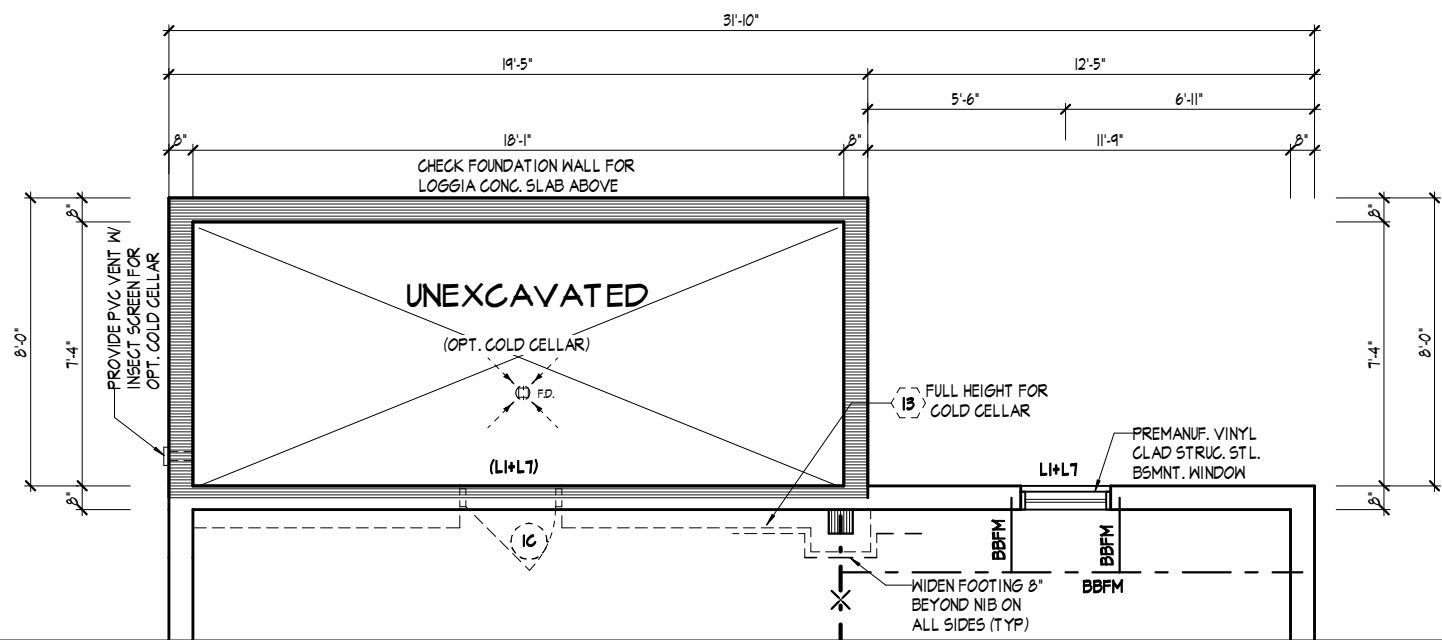 31'-10"
19'-5"
12'-5"
5'-6"
6'-11"
8"
18'-1"
8"
11'-9"
8"
CHECK FOUNDATION WALL FOR
LOGGIA CONC. SLAB ABOVE
8'-0"
8"
7'-4"
8"
PROVIDE PVC VENT W/
INSECT SCREEN FOR
OPT. COLD CELLAR
UNEXCAVATED
(OPT. COLD CELLAR)
F.D.
(L1+L7)
13
FULL HEIGHT FOR
COLD CELLAR
PREMANUF. VINYL
CLAD STRUC. STL.
BSMNT. WINDOW
L1+L7
8"
7'-4"
8'-0"
8"
1C
BBFM
BBFM
BBFM
WIDEN FOOTING 8"
BEYOND NIB ON
ALL SIDES (TYP)